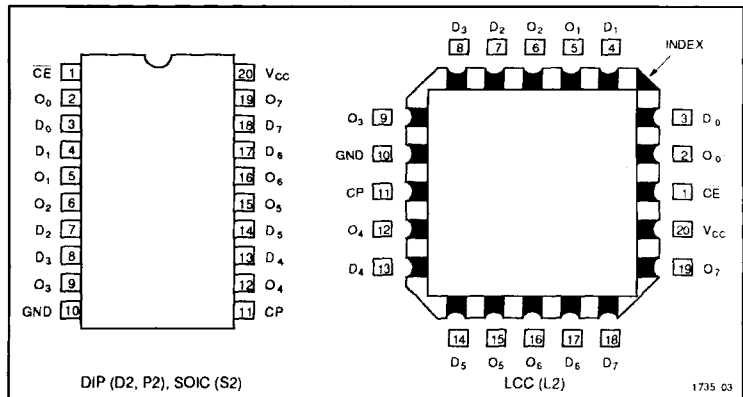 C̅E̅ 1 20 V_CC
O₀ 2 19 O₇
D₀ 3 18 D₇
D₁ 4 17 D₆
O₁ 5 16 O₆
O₂ 6 15 O₅
D₂ 7 14 D₅
D₃ 8 13 D₄
O₃ 9 12 O₄
GND 10 11 CP
DIP (D2, P2), SOIC (S2)
D₃ D₂ O₂ O₁ D₁
8 7 6 5 4
INDEX
O₃ 9 3 D₀
GND 10 2 O₀
CP 11 1 CE
O₄ 12 20 V_CC
D₄ 13 19 O₇
14 15 16 17 18
D₅ O₅ O₆ D₆ D₇
LCC (L2)
1735 03